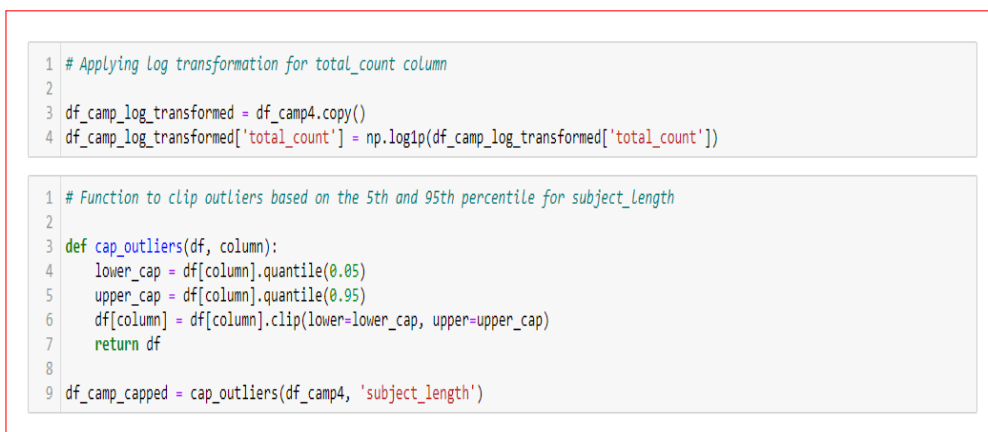 1 # Applying log transformation for total_count column
2
3 df_camp_log_transformed = df_camp4.copy()
4 df_camp_log_transformed['total_count'] = np.log1p(df_camp_log_transformed['total_count'])
1 # Function to clip outliers based on the 5th and 95th percentile for subject_length
2
3 def cap_outliers(df, column):
4     lower_cap = df[column].quantile(0.05)
5     upper_cap = df[column].quantile(0.95)
6     df[column] = df[column].clip(lower=lower_cap, upper=upper_cap)
7     return df
8
9 df_camp_capped = cap_outliers(df_camp4, 'subject_length')